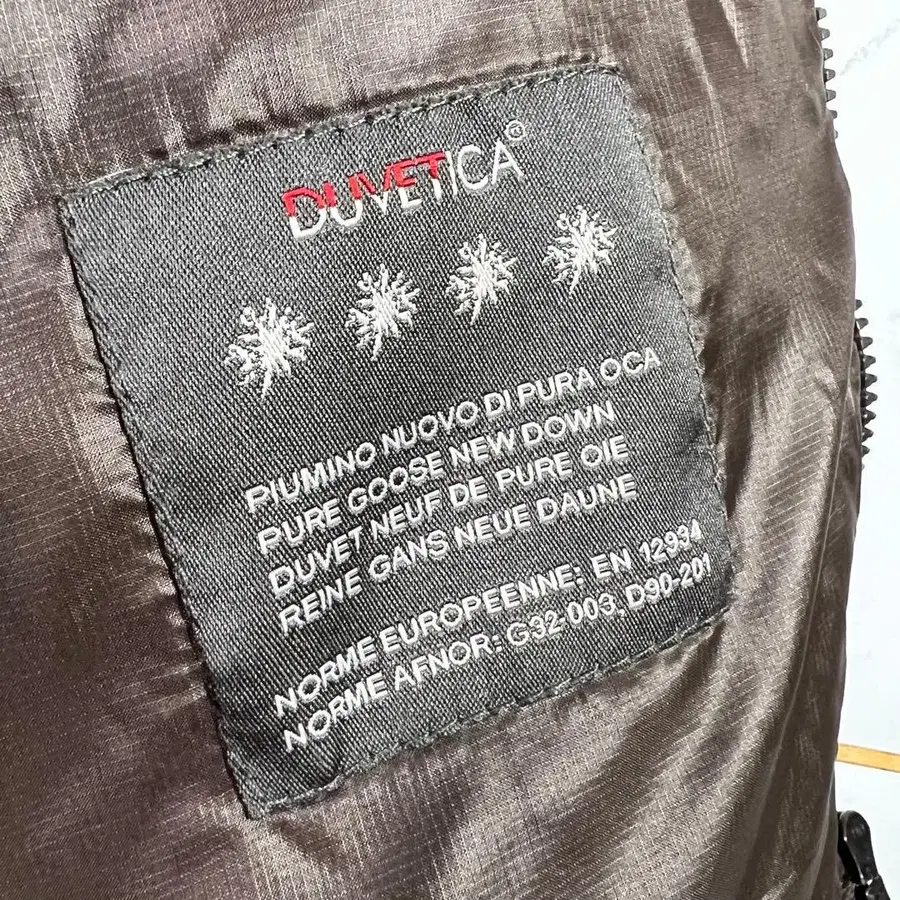 DUVETICA®
PIUMINO NUOVO DI PURA OCA
PURE GOOSE NEW DOWN
DUVET NEUF DE PURE OIE
REINE GANS NEUE DAUNE
NORME EUROPEENNE: EN 12934
NORME AFNOR: G32-003, D90-201